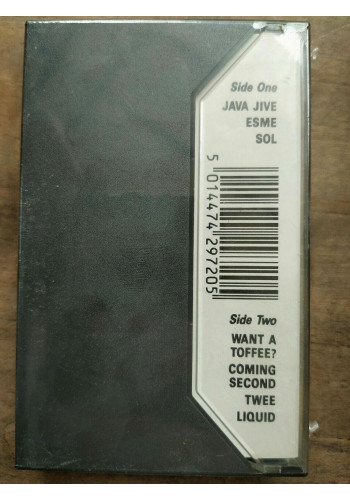 Side One
JAVA JIVE
ESME
SOL
5 014474 297205
Side Two
WANT A
TOFFEE?
COMING
SECOND
TWEE
LIQUID